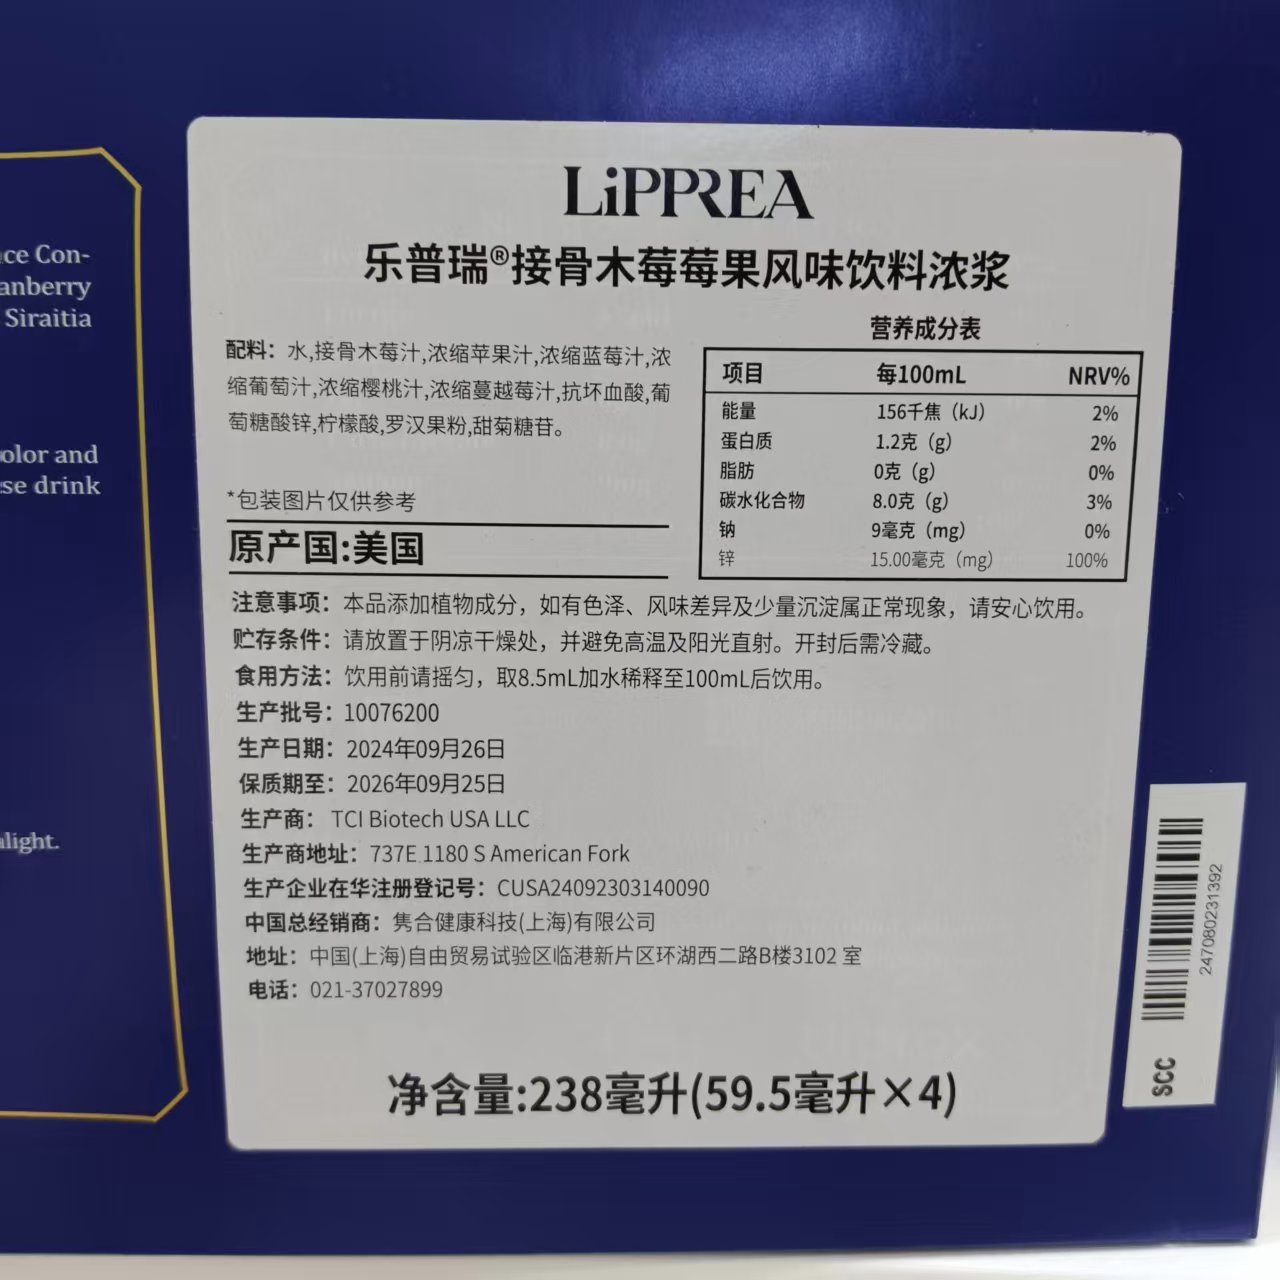 ce Con-
anberry
Siraitia
olor and
se drink
light.
LiPPREA
乐普瑞®接骨木莓莓果风味饮料浓浆
配料：水,接骨木莓汁,浓缩苹果汁,浓缩蓝莓汁,浓
缩葡萄汁,浓缩樱桃汁,浓缩蔓越莓汁,抗坏血酸,葡
萄糖酸锌,柠檬酸,罗汉果粉,甜菊糖苷。
*包装图片仅供参考
原产国:美国
营养成分表
项目 每100mL NRV%
能量 156千焦（kJ） 2%
蛋白质 1.2克（g） 2%
脂肪 0克（g） 0%
碳水化合物 8.0克（g） 3%
钠 9毫克（mg） 0%
锌 15.00毫克（mg） 100%
注意事项：本品添加植物成分，如有色泽、风味差异及少量沉淀属正常现象，请安心饮用。
贮存条件：请放置于阴凉干燥处，并避免高温及阳光直射。开封后需冷藏。
食用方法：饮用前请摇匀，取8.5mL加水稀释至100mL后饮用。
生产批号：10076200
生产日期：2024年09月26日
保质期至：2026年09月25日
生产商： TCI Biotech USA LLC
生产商地址：737E 1180 S American Fork
生产企业在华注册登记号：CUSA24092303140090
中国总经销商：隽合健康科技(上海)有限公司
地址：中国(上海)自由贸易试验区临港新片区环湖西二路B楼3102 室
电话：021-37027899
净含量:238毫升(59.5毫升×4)
247080231392
SCC